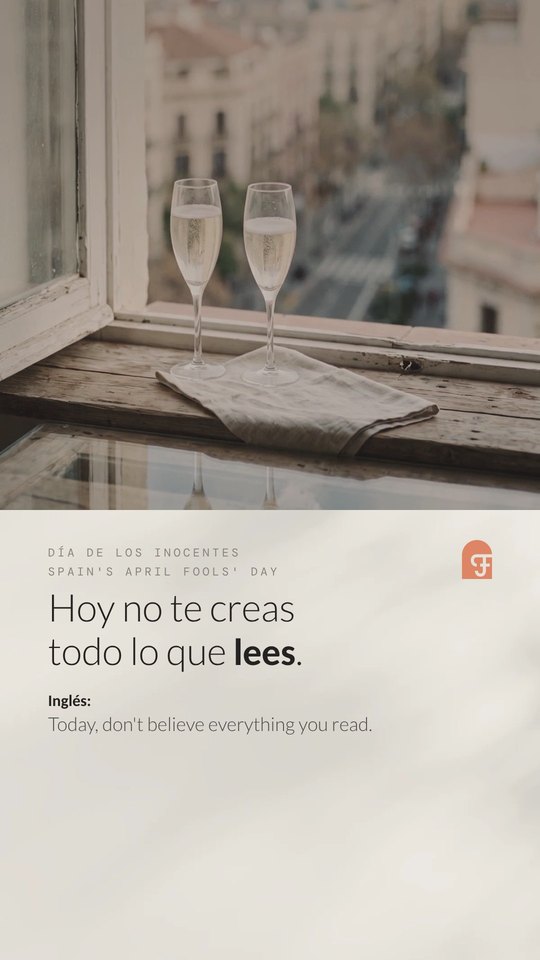 DÍA DE LOS INOCENTES
SPAIN'S APRIL FOOLS' DAY
Hoy no te creas
todo lo que lees.
Inglés:
Today, don't believe everything you read.